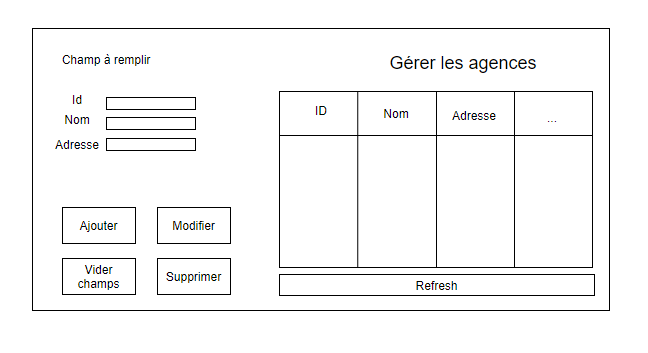 Champ à remplir
Id
Nom
Adresse
Ajouter
Modifier
Vider
champs
Supprimer
Gérer les agences
ID
Nom
Adresse
...
Refresh